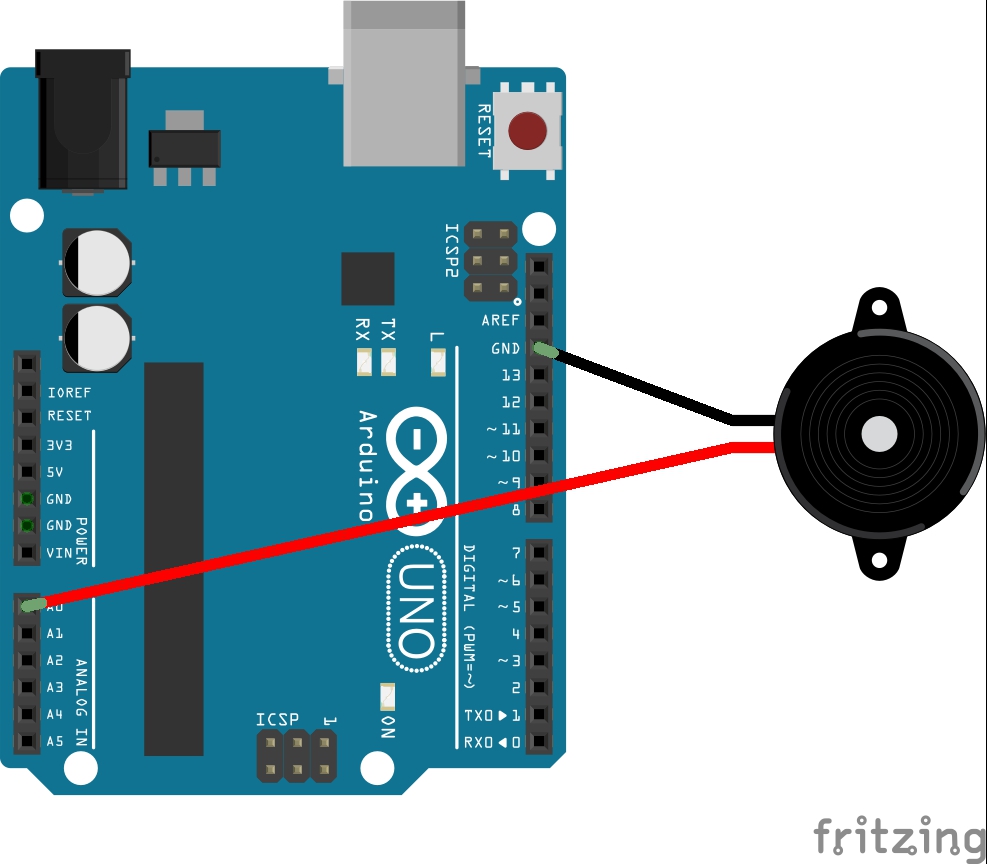 RESET
ICSP2
AREF
GND
13
12
~11
~10
~9
8
RX
TX
L
IOREF
RESET
3V3
5V
GND
GND
VIN
POWER
Arduino
UNO
A0
A1
A2
A3
A4
A5
ANALOG IN
DIGITAL (PWM=~)
7
~6
~5
4
~3
2
TX0▶1
RX0◀0
ICSP 1
ON
fritzing